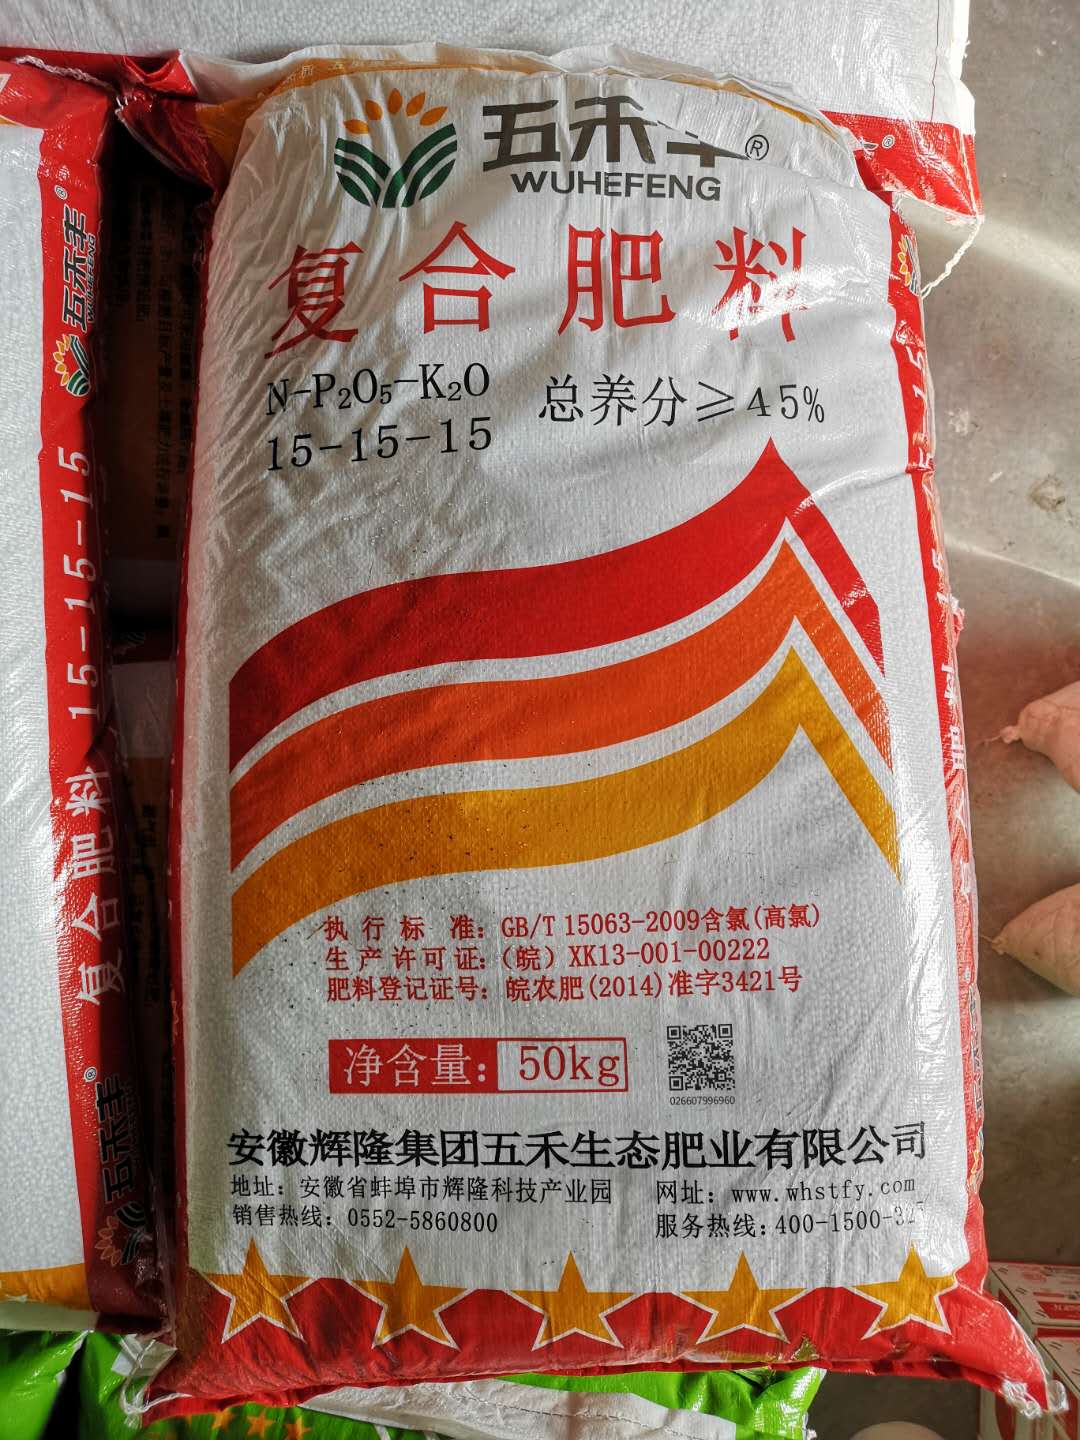 五禾丰®
WUHEFENG
复合肥料
N-P₂O₅-K₂O
15-15-15
总养分≥45%
执行标准：GB/T 15063-2009含氯(高氯)
生产许可证：（皖）XK13-001-00222
肥料登记证号：皖农肥(2014)准字3421号
净含量：50kg
026607996960
安徽辉隆集团五禾生态肥业有限公司
地址：安徽省蚌埠市辉隆科技产业园
网址：www.whstfy.com
销售热线：0552-5860800
服务热线：400-1500-
五禾丰®
WUHEFENG
复合肥料 15-15-15
五禾丰®